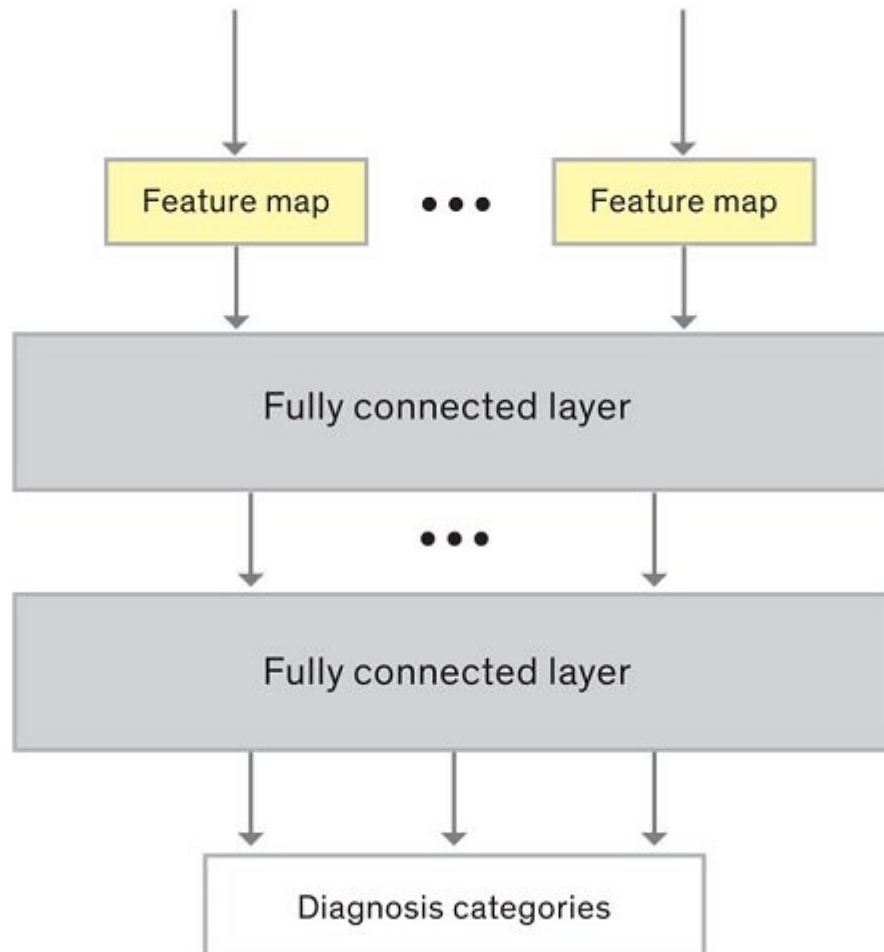 Feature map
Feature map
Fully connected layer
Fully connected layer
Diagnosis categories